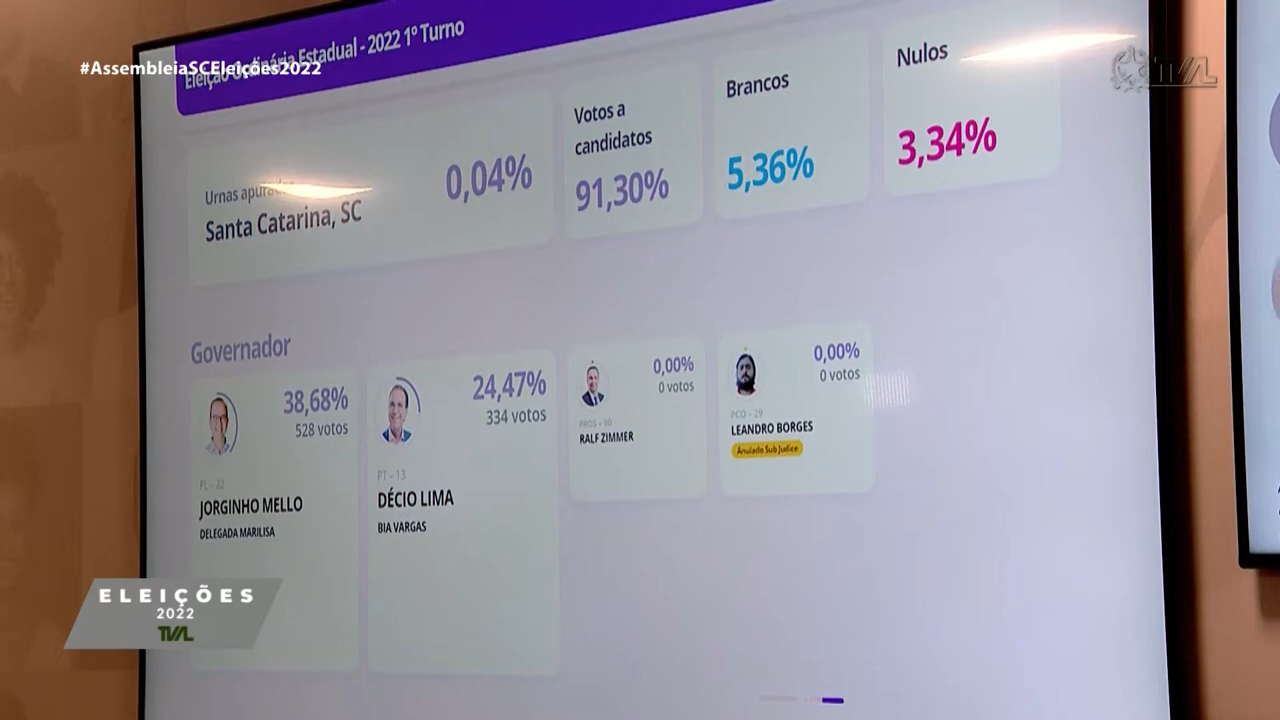 Eleição Ordinária Estadual - 2022 1º Turno
#AssembleiaSCEleições2022
TVAL
Urnas apuradas
Santa Catarina, SC
0,04%
Votos a
candidatos
91,30%
Brancos
5,36%
Nulos
3,34%
Governador
38,68%
528 votos
PL - 22
JORGINHO MELLO
DELEGADA MARILISA
24,47%
334 votos
PT - 13
DÉCIO LIMA
BIA VARGAS
0,00%
0 votos
PROS - 90
RALF ZIMMER
0,00%
0 votos
PCO - 29
LEANDRO BORGES
Anulado Sub Judice
ELEIÇÕES
2022
TVAL